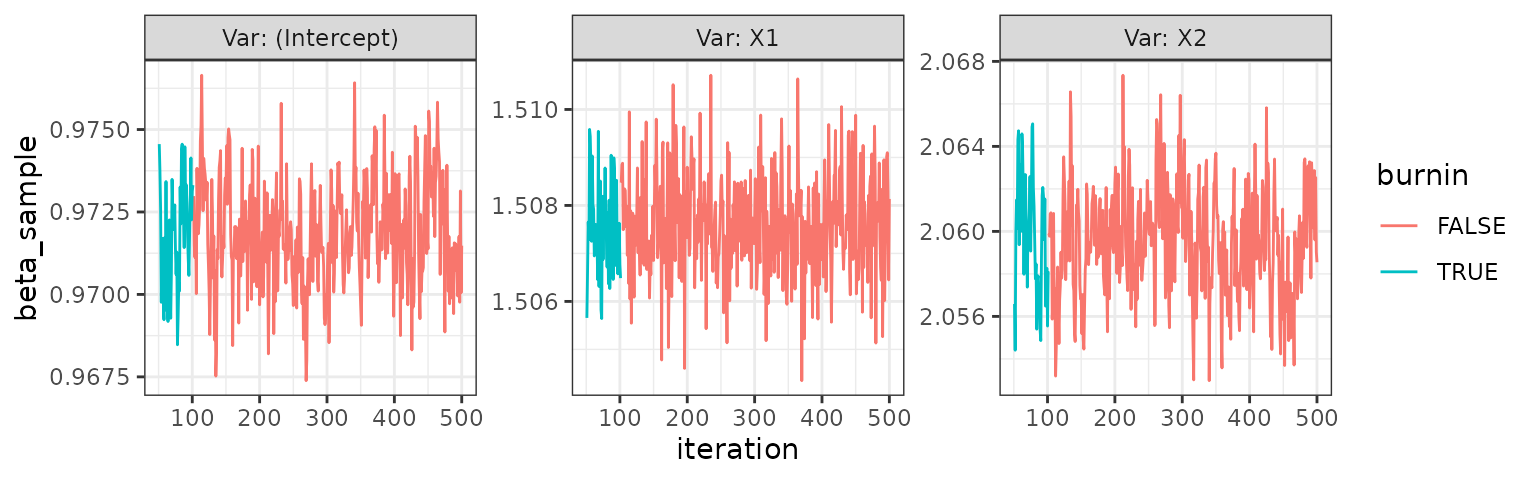 Var: (Intercept)
Var: X1
Var: X2
beta_sample
0.9750
0.9725
0.9700
0.9675
1.510
1.508
1.506
2.068
2.064
2.060
2.056
100 200 300 400 500
100 200 300 400 500
100 200 300 400 500
iteration
burnin
FALSE
TRUE